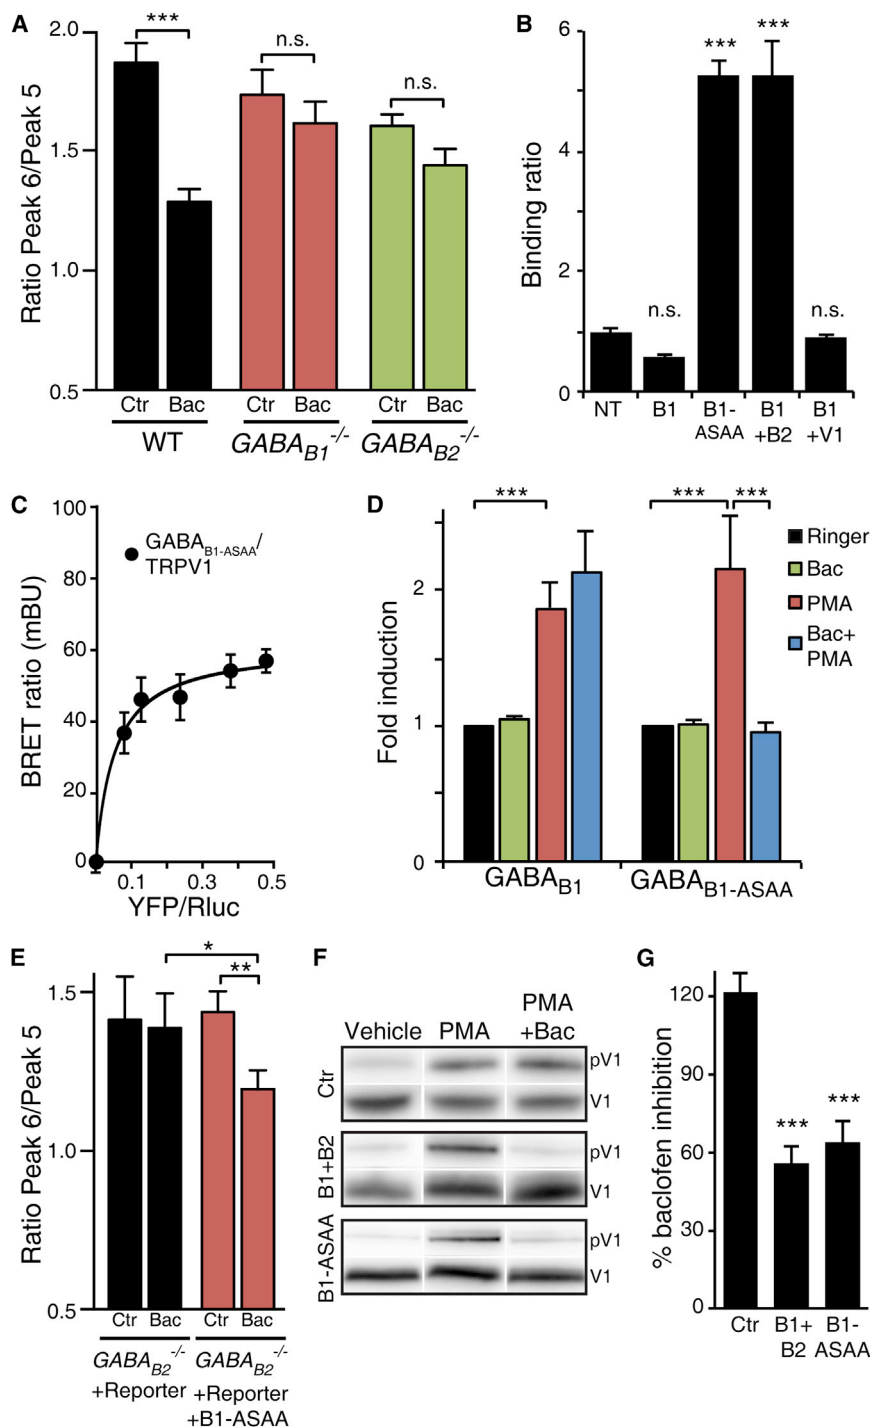 A
Ratio Peak 6/Peak 5
2.0
1.5
1.0
0.5
***
n.s.
n.s.
Ctr Bac Ctr Bac Ctr Bac
WT GABAB1-/- GABAB2-/-
B
Binding ratio
6
4
2
0
n.s.
***
***
n.s.
NT B1 B1-ASAA B1+B2 B1+V1
C
BRET ratio (mBU)
100
80
60
40
20
0
GABAB1-ASAA/
TRPV1
0.1 0.3 0.5
YFP/Rluc
D
Fold induction
2
1
0
***
***
***
Ringer
Bac
PMA
Bac+
PMA
GABAB1 GABAB1-ASAA
E
Ratio Peak 6/Peak 5
1.5
1.0
0.5
*
**
Ctr Bac Ctr Bac
GABAB2-/- GABAB2-/-
+Reporter +Reporter
+B1-ASAA
F
PMA
Vehicle PMA +Bac
Ctr
pV1
V1
B1+B2
pV1
V1
B1-ASAA
pV1
V1
G
% baclofen inhibition
120
90
60
30
0
***
***
Ctr B1+ B1-
B2 ASAA